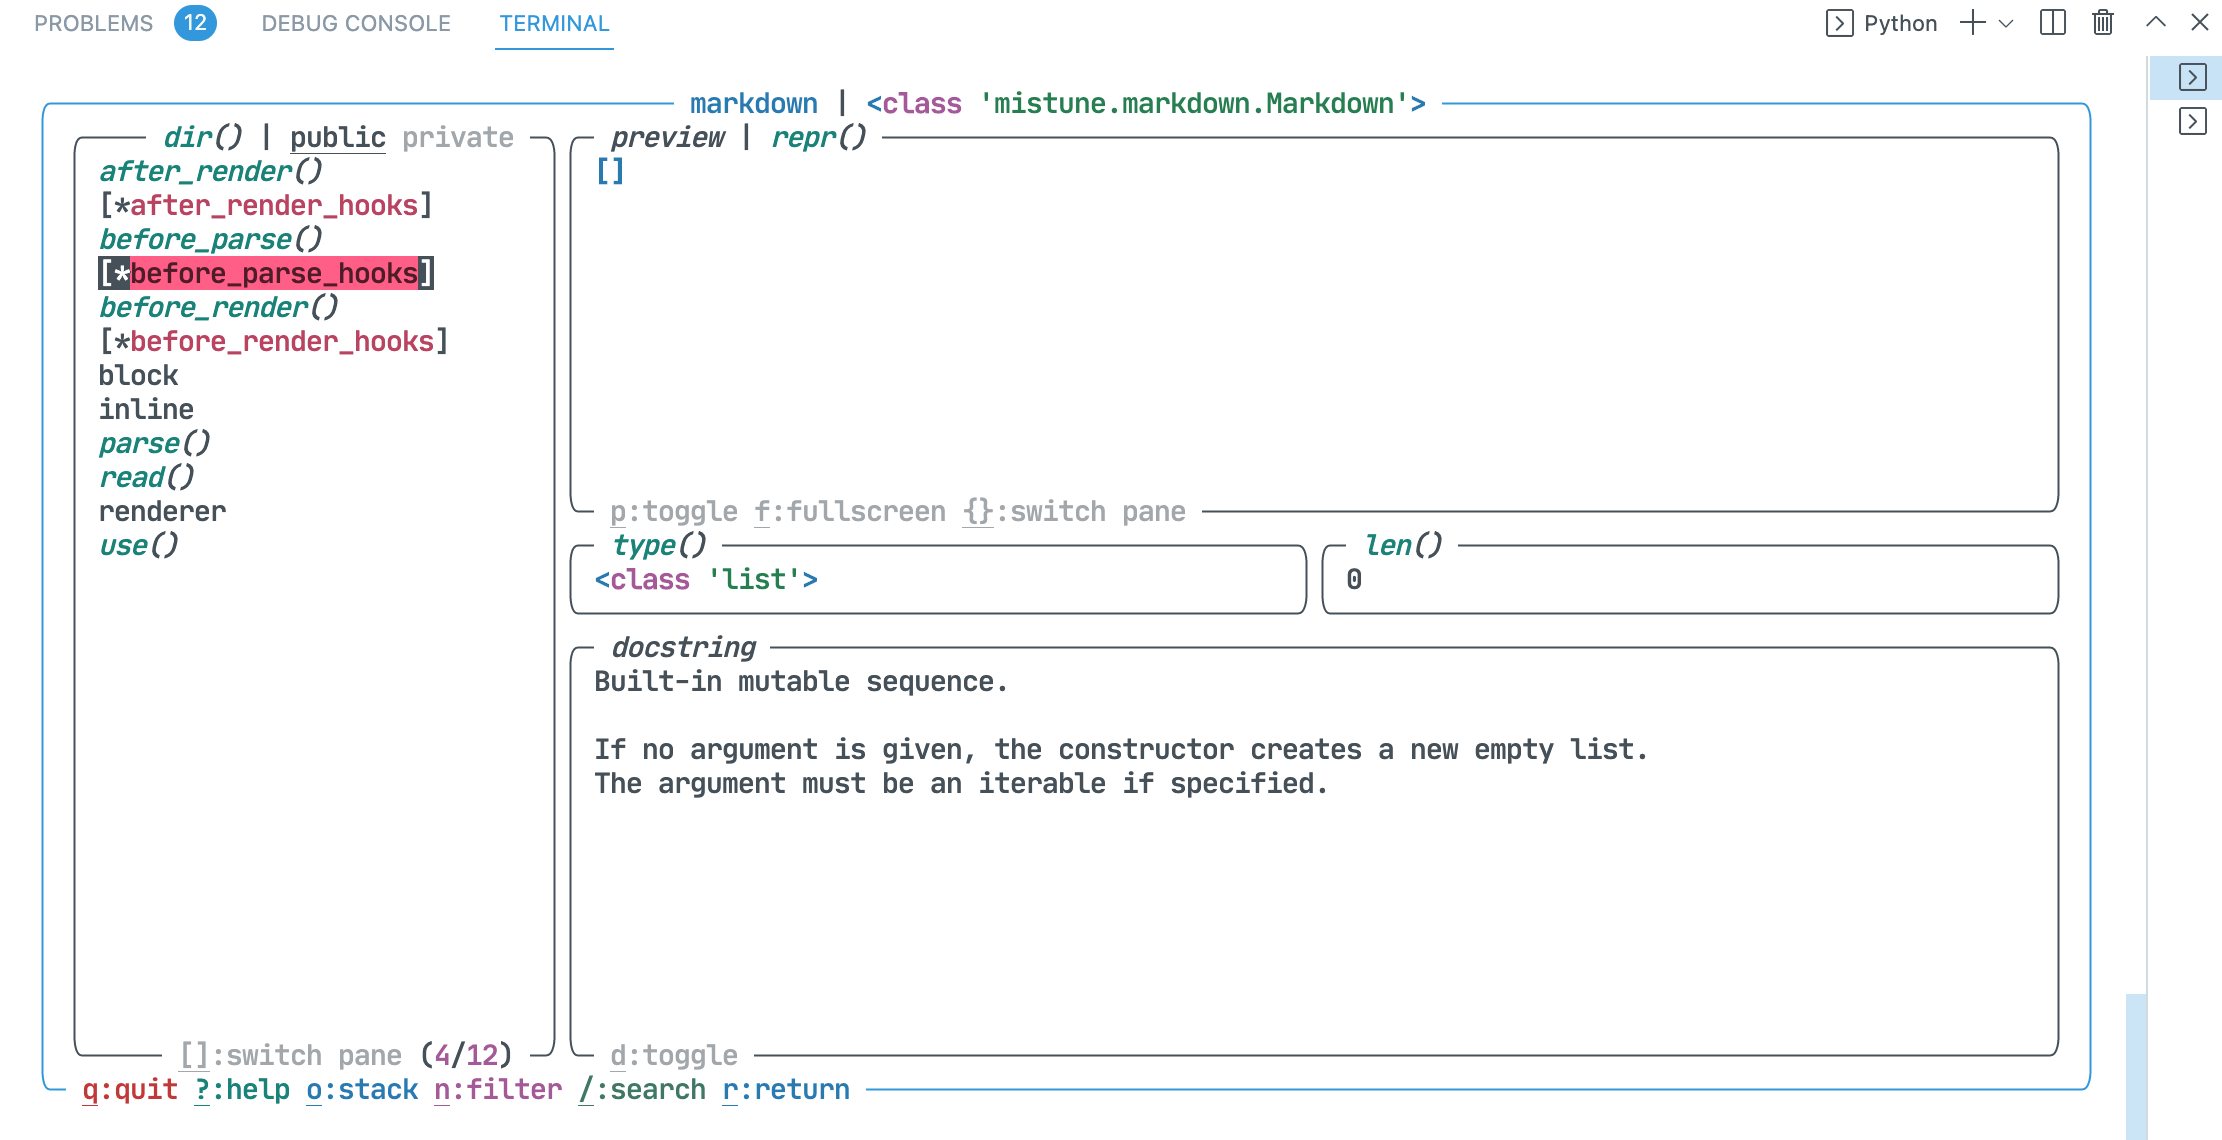 PROBLEMS 12 DEBUG CONSOLE TERMINAL Python
markdown | <class 'mistune.markdown.Markdown'>
dir() | public private
after_render()
[*after_render_hooks]
before_parse()
[*before_parse_hooks]
before_render()
[*before_render_hooks]
block
inline
parse()
read()
renderer
use()
[]:switch pane (4/12)
preview | repr()
[]
p:toggle f:fullscreen {}:switch pane
type()
<class 'list'>
len()
0
docstring
Built-in mutable sequence.
If no argument is given, the constructor creates a new empty list.
The argument must be an iterable if specified.
d:toggle
q:quit ?:help o:stack n:filter /:search r:return